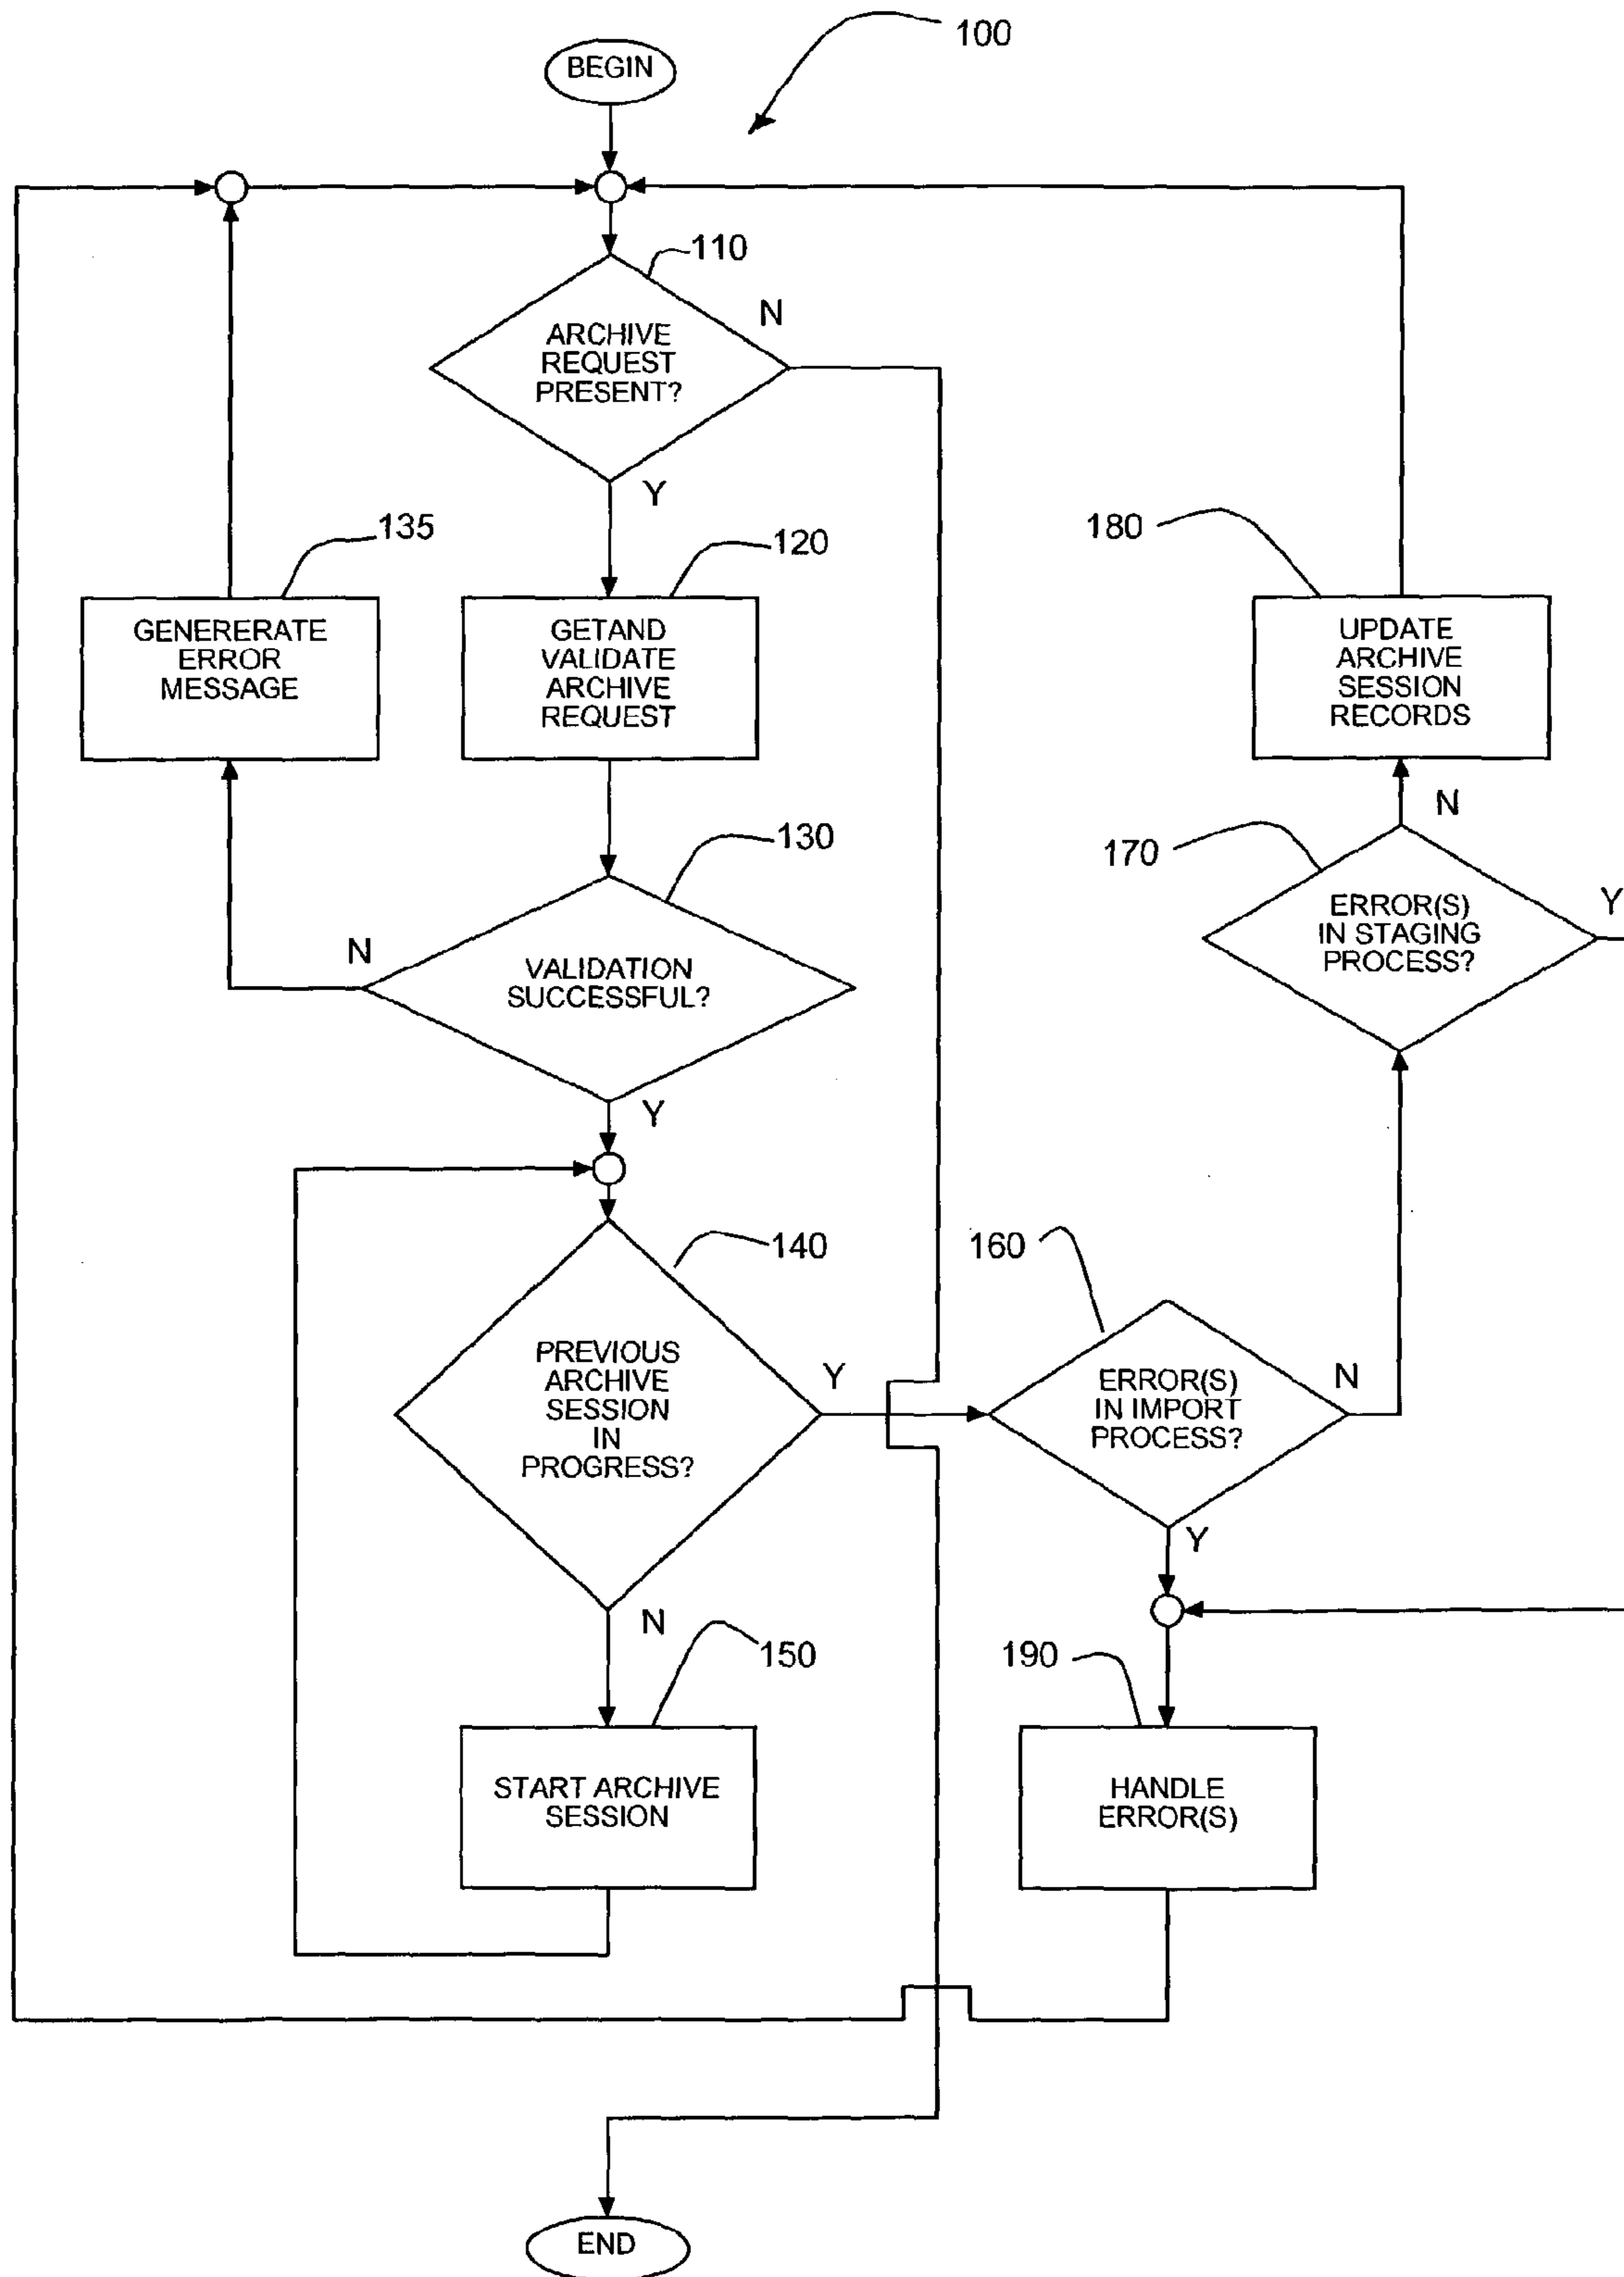 100
BEGIN
110
N
ARCHIVE
REQUEST
PRESENT?
Y
135
120
180
GENERERATE
ERROR
MESSAGE
GETAND
VALIDATE
ARCHIVE
REQUEST
UPDATE
ARCHIVE
SESSION
RECORDS
N
130
170
Y
ERROR(S)
IN STAGING
PROCESS?
N
VALIDATION
SUCCESSFUL?
Y
140
160
PREVIOUS
ARCHIVE
SESSION
IN
PROGRESS?
Y
ERROR(S)
IN IMPORT
PROCESS?
N
Y
N
150
190
START ARCHIVE
SESSION
HANDLE
ERROR(S)
END